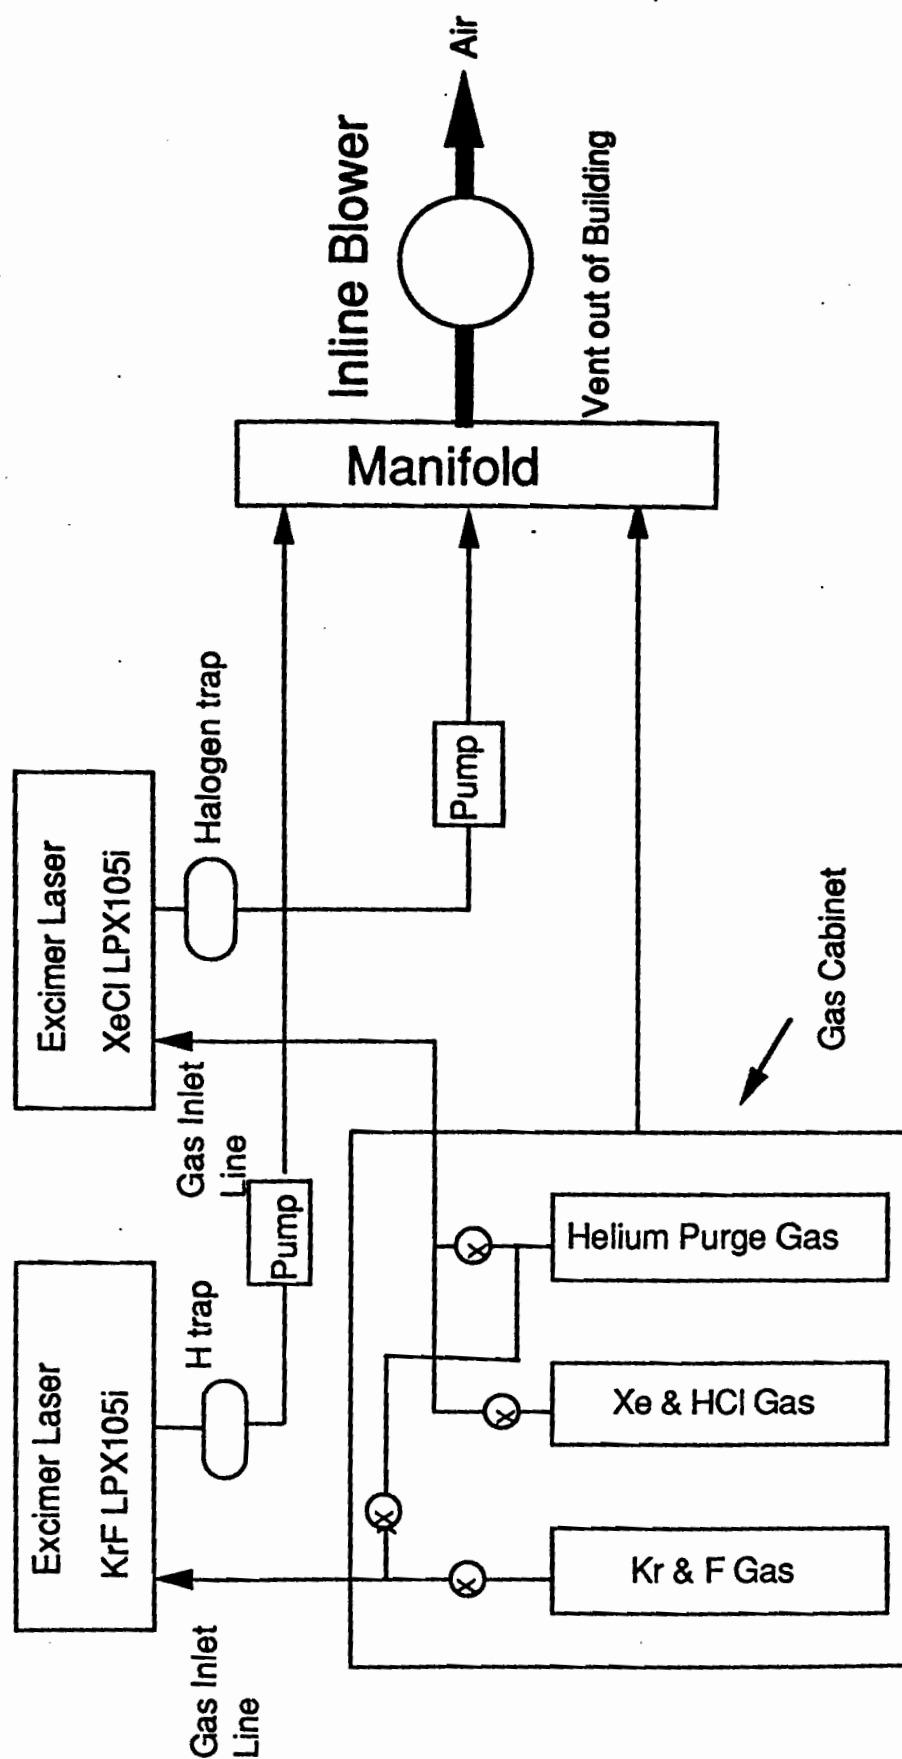 Excimer Laser
KrF LPX105i
Excimer Laser
XeCl LPX105i
Gas Inlet
Line
H trap
Gas Inlet
Line
Halogen trap
Pump
Pump
Manifold
Inline Blower
Air
Vent out of Building
Kr & F Gas
Xe & HCl Gas
Helium Purge Gas
Gas Cabinet
X
X
X
X